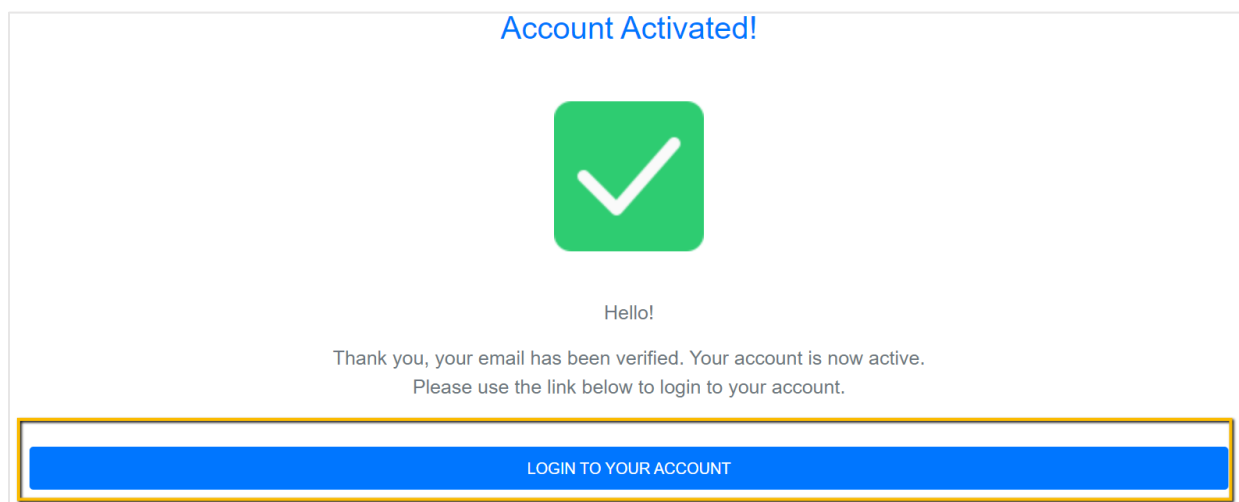 Account Activated!
Hello!
Thank you, your email has been verified. Your account is now active.
Please use the link below to login to your account.
LOGIN TO YOUR ACCOUNT